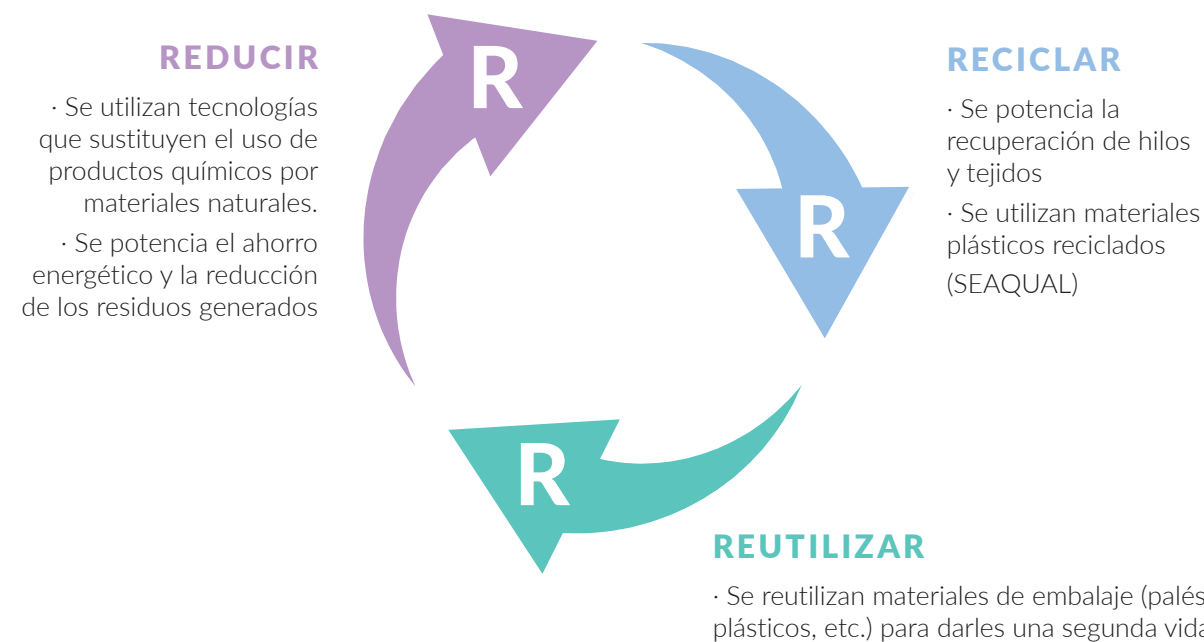 REDUCIR
· Se utilizan tecnologías
que sustituyen el uso de
productos químicos por
materiales naturales.
· Se potencia el ahorro
energético y la reducción
de los residuos generados
R
R
RECICLAR
· Se potencia la
recuperación de hilos
y tejidos
· Se utilizan materiales
plásticos reciclados
(SEAQUAL)
R
REUTILIZAR
· Se reutilizan materiales de embalaje (palés
plásticos, etc.) para darles una segunda vida